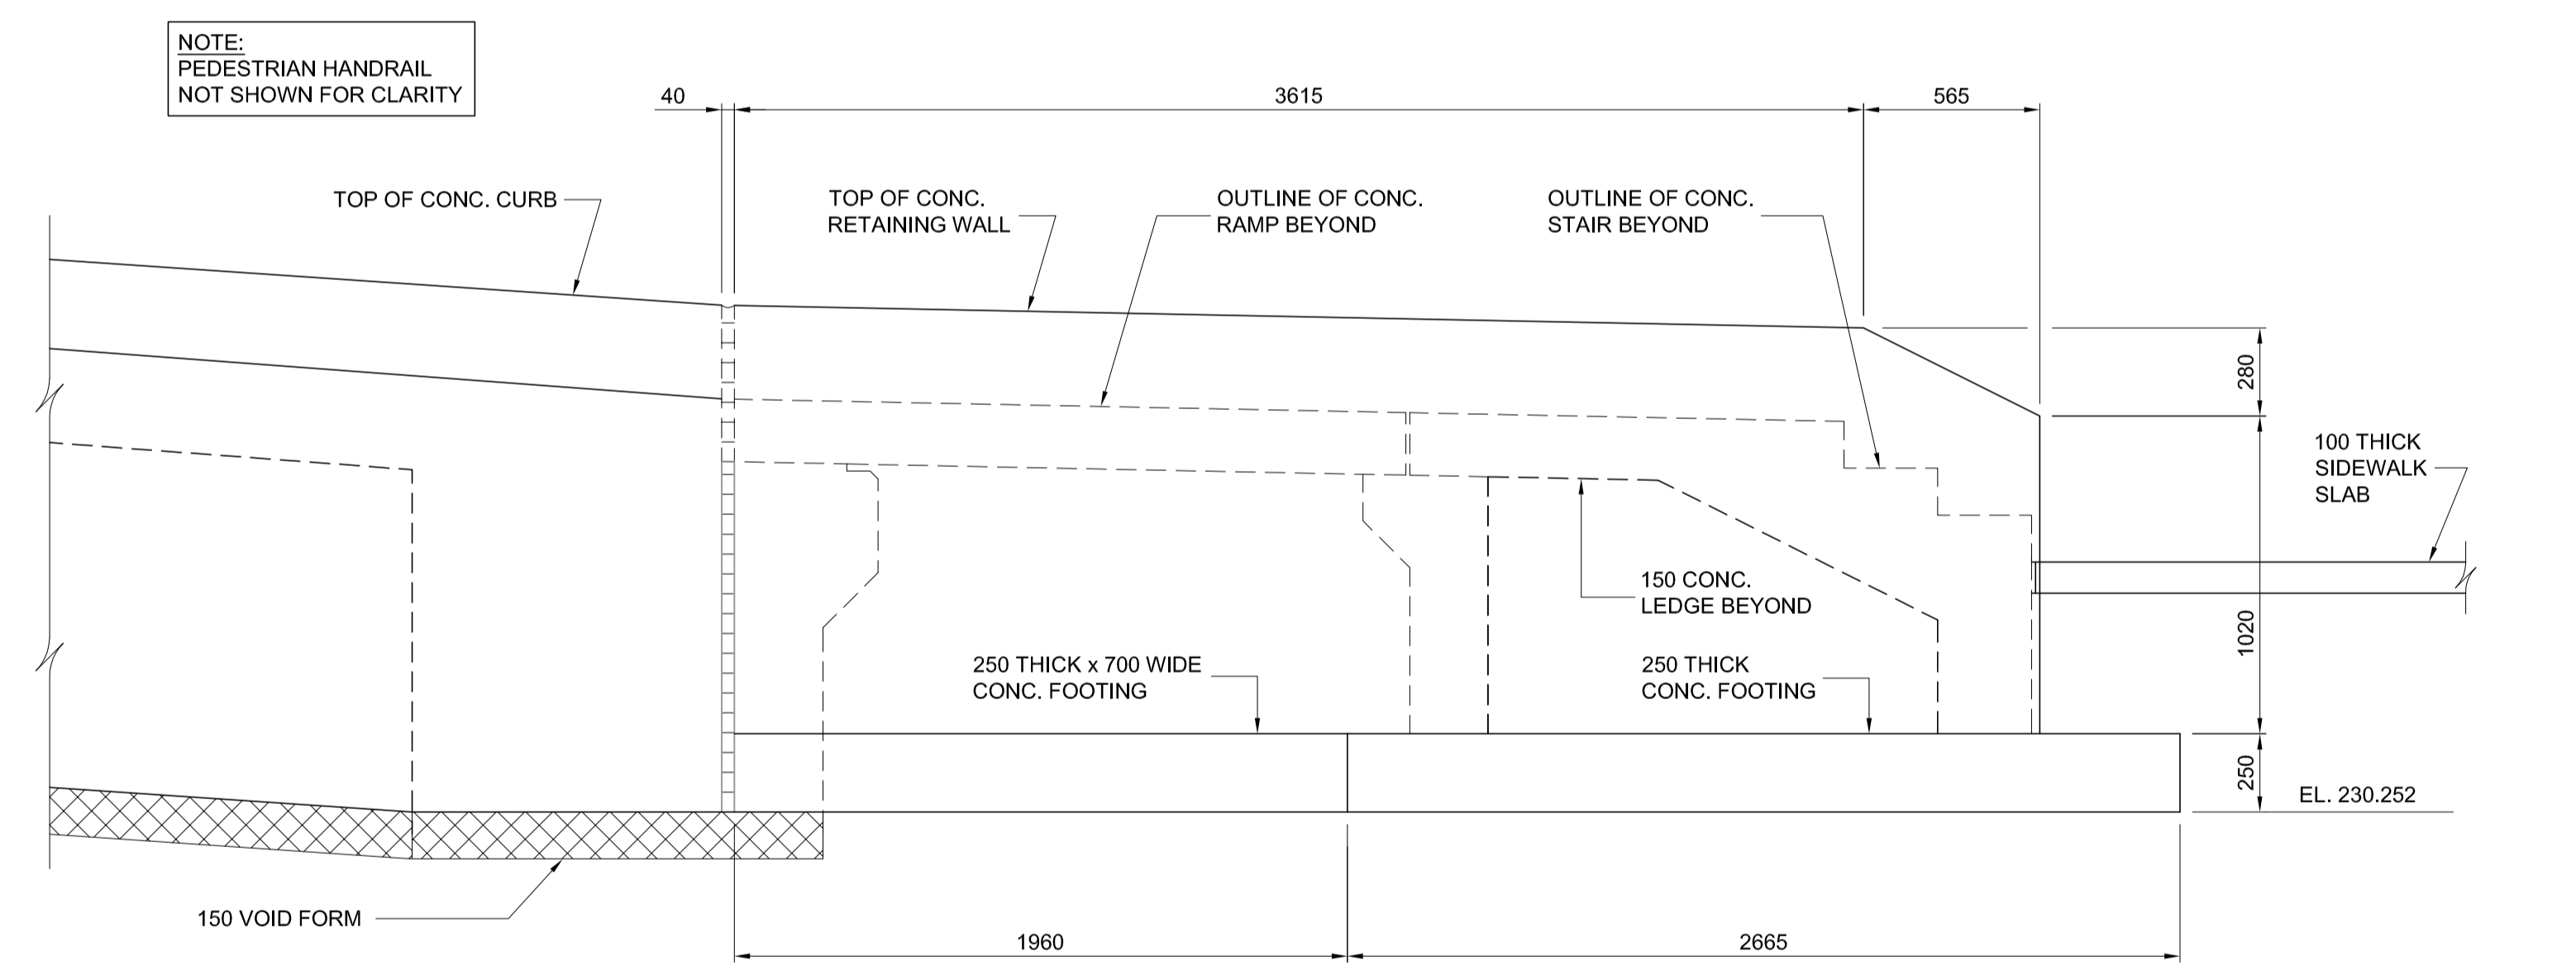 NOTE:
PEDESTRIAN HANDRAIL
NOT SHOWN FOR CLARITY
40
3615
565
TOP OF CONC. CURB
TOP OF CONC.
RETAINING WALL
OUTLINE OF CONC.
RAMP BEYOND
OUTLINE OF CONC.
STAIR BEYOND
280
100 THICK
SIDEWALK
SLAB
150 CONC.
LEDGE BEYOND
1020
250 THICK x 700 WIDE
CONC. FOOTING
250 THICK
CONC. FOOTING
250
EL. 230.252
150 VOID FORM
1960
2665